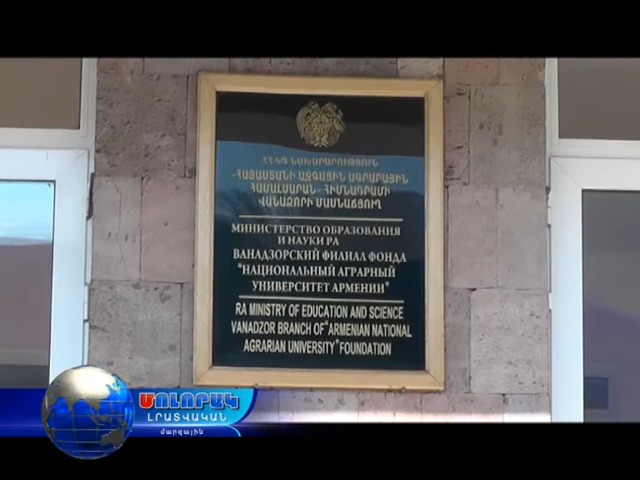 ՀՀ ԿԳ ՆԱԽԱՐԱՐՈՒԹՅՈՒՆ
«ՀԱՅԱՍՏԱՆԻ ԱԶԳԱՅԻՆ ԱԳՐԱՐԱՅԻՆ
ՀԱՄԱԼՍԱՐԱՆ» ՀԻՄՆԱԴՐԱՄԻ
ՎԱՆԱՁՈՐԻ ՄԱՍՆԱՃՅՈՒՂ
МИНИСТЕРСТВО ОБРАЗОВАНИЯ
И НАУКИ РА
ВАНАДЗОРСКИЙ ФИЛИАЛ ФОНДА
"НАЦИОНАЛЬНЫЙ АГРАРНЫЙ
УНИВЕРСИТЕТ АРМЕНИИ"
RA MINISTRY OF EDUCATION AND SCIENCE
VANADZOR BRANCH OF "ARMENIAN NATIONAL
AGRARIAN UNIVERSITY" FOUNDATION
ՄՈԼՈՐԱԿ
ԼՐԱՏՎԱԿԱՆ
մարզային